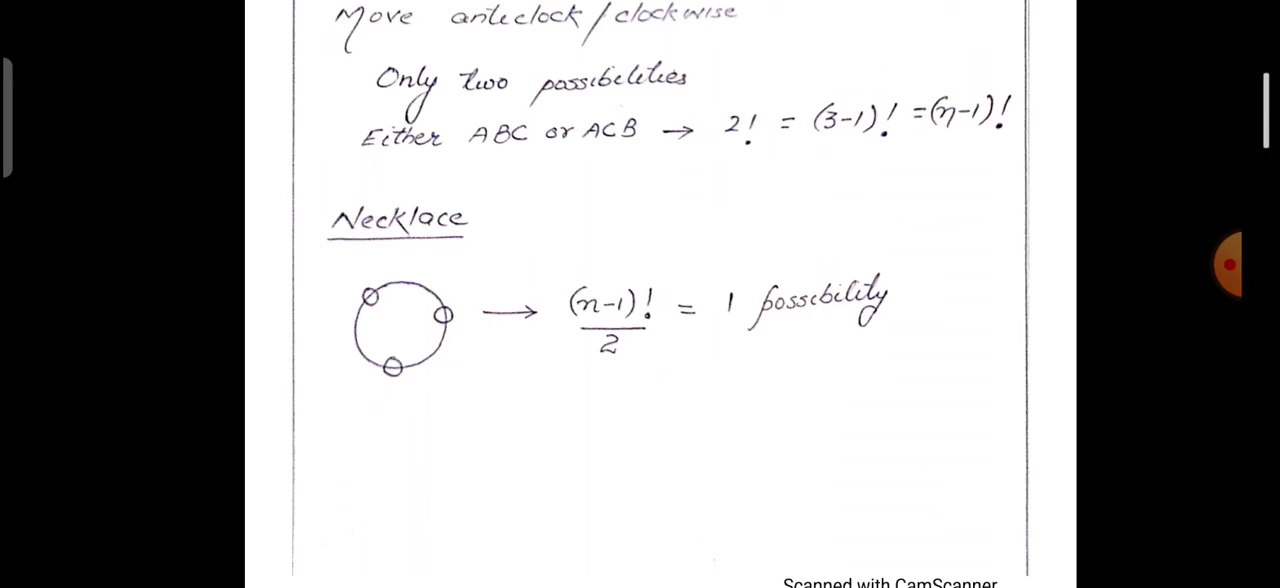 Move anticlock/clockwise
Only two possibilities
Either ABC or ACB → 2! = (3-1)! = (n-1)!
Necklace
→ (n-1)!/2 = 1 possibility
Scanned with CamScanner